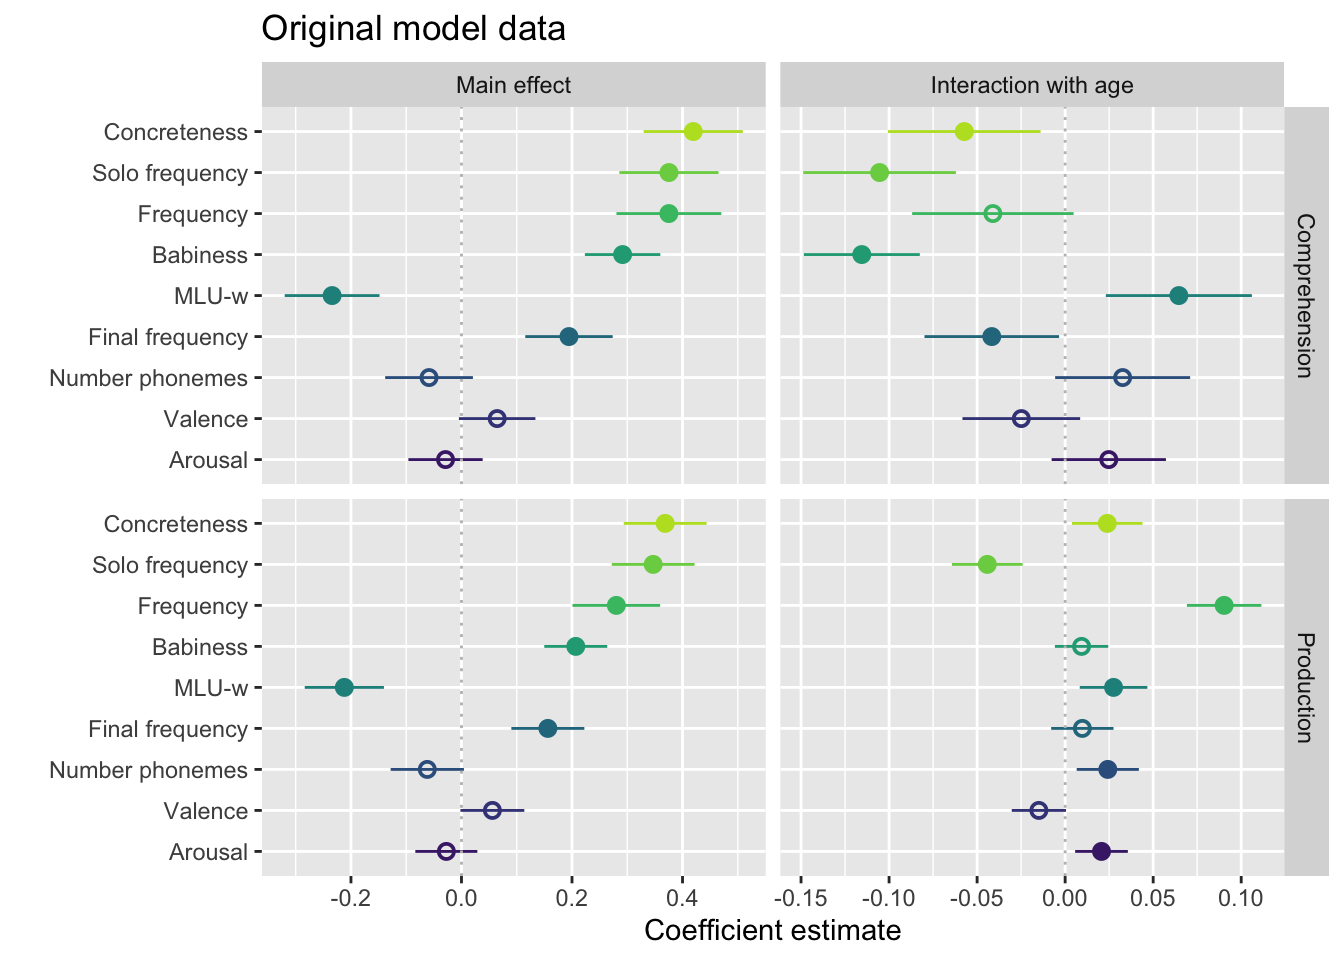 Original model data
Main effect
Interaction with age
Concreteness
Solo frequency
Frequency
Babiness
MLU-w
Final frequency
Number phonemes
Valence
Arousal
Comprehension
Concreteness
Solo frequency
Frequency
Babiness
MLU-w
Final frequency
Number phonemes
Valence
Arousal
Production
-0.2 0.0 0.2 0.4
-0.15 -0.10 -0.05 0.00 0.05 0.10
Coefficient estimate